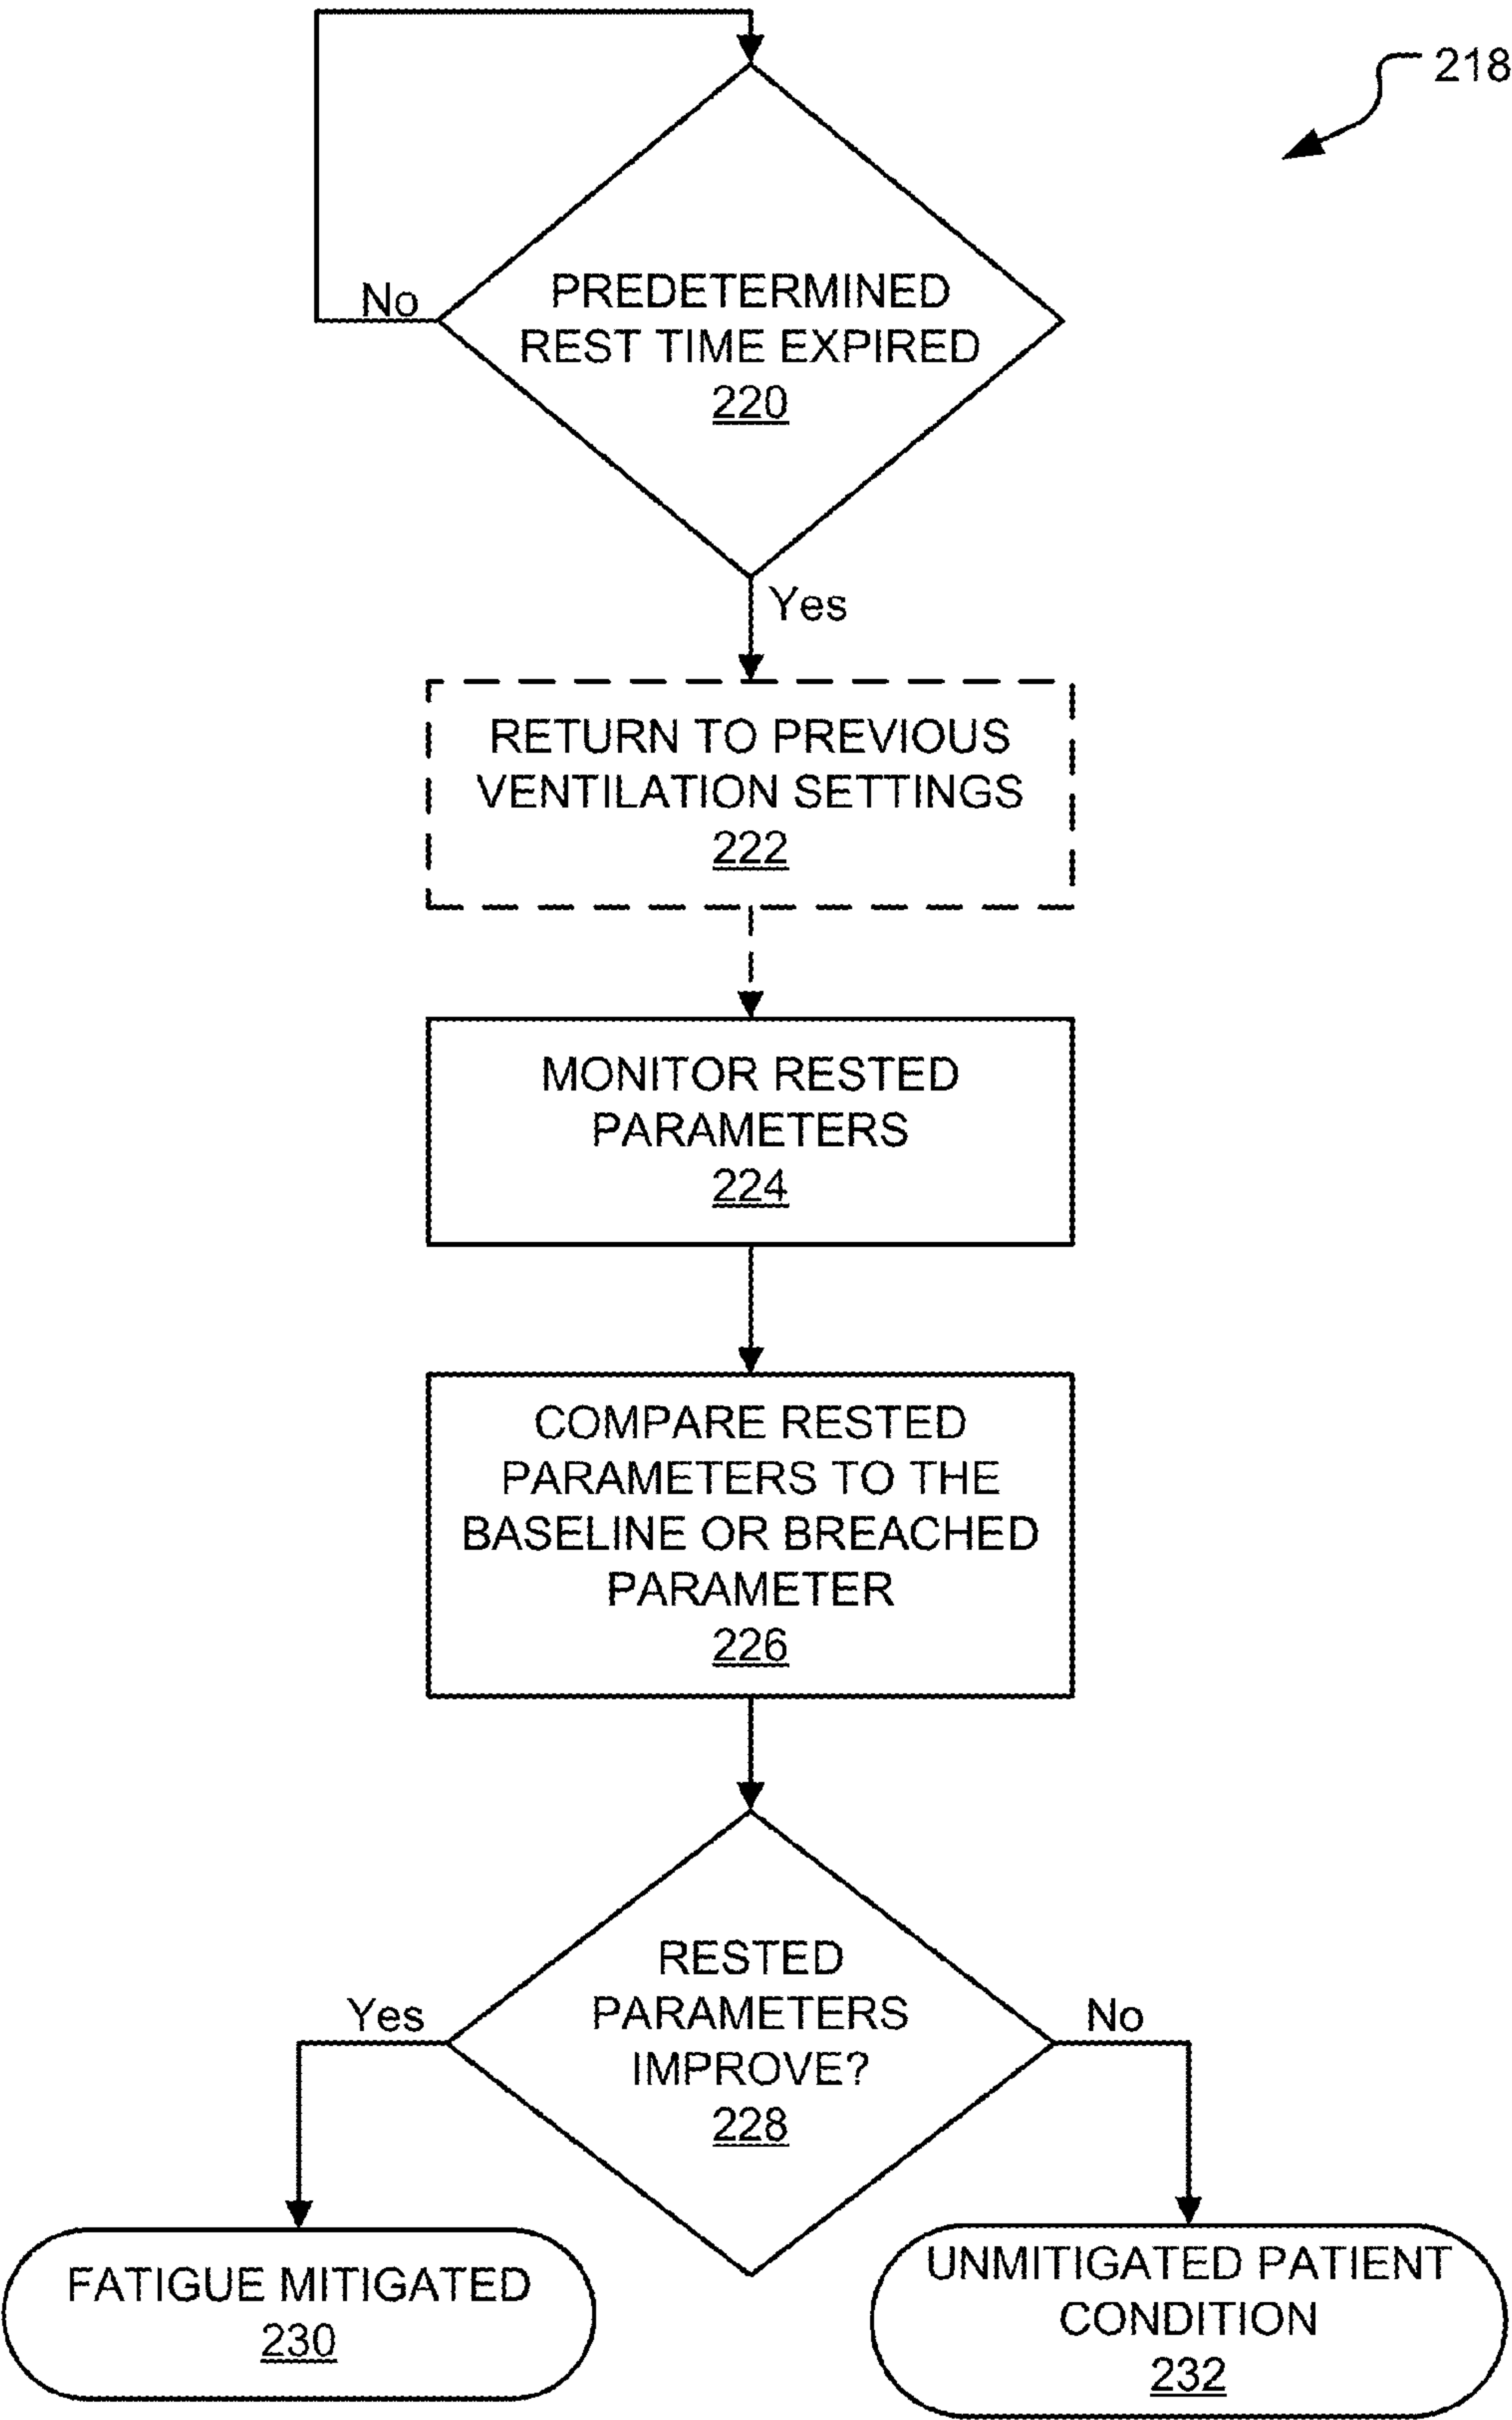 218
PREDETERMINED
REST TIME EXPIRED
220
No
Yes
RETURN TO PREVIOUS
VENTILATION SETTINGS
222
MONITOR RESTED
PARAMETERS
224
COMPARE RESTED
PARAMETERS TO THE
BASELINE OR BREACHED
PARAMETER
226
RESTED
PARAMETERS
IMPROVE?
228
Yes
No
FATIGUE MITIGATED
230
UNMITIGATED PATIENT
CONDITION
232